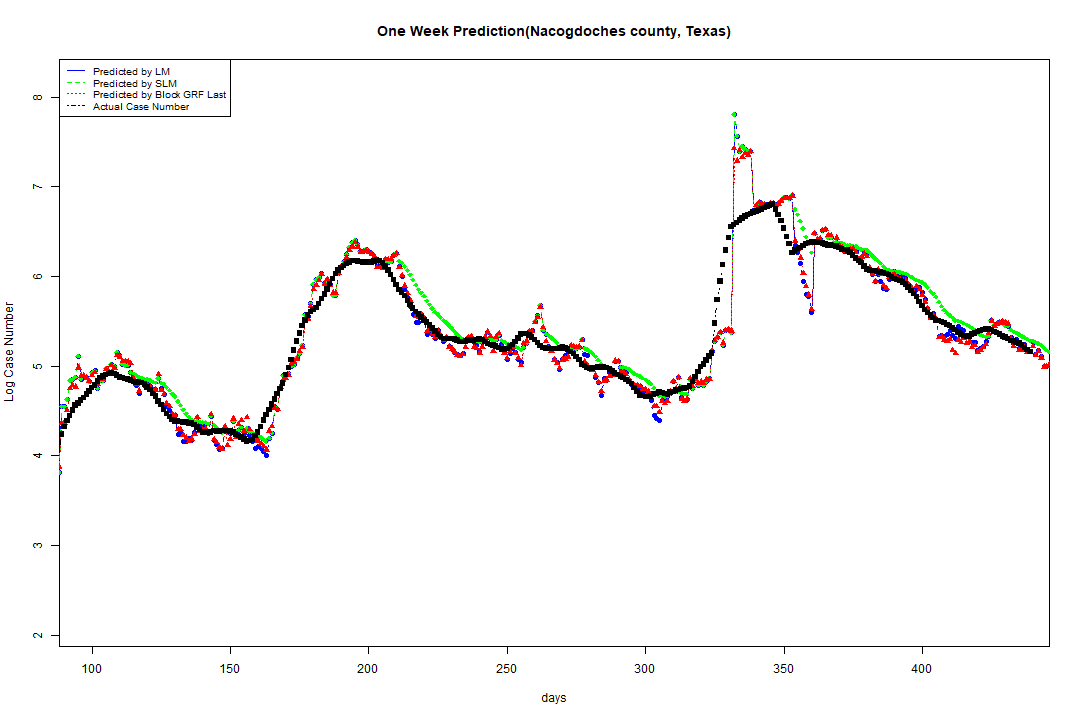 One Week Prediction(Nacogdoches county, Texas)
Predicted by LM
Predicted by SLM
Predicted by Block GRF Last
Actual Case Number
8
7
6
5
4
3
2
Log Case Number
100 150 200 250 300 350 400
days